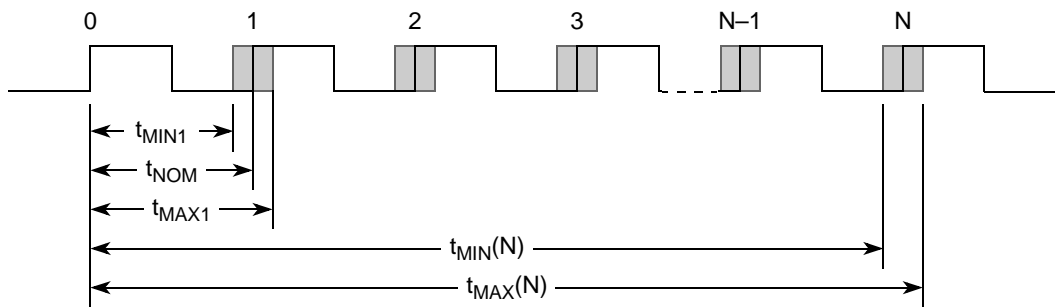 0 1 2 3 N–1 N
tMIN1
tNOM
tMAX1
tMIN(N)
tMAX(N)